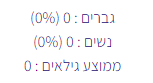 גברים : 0 (0%)
נשים : 0 (0%)
ממוצע גילאים : 0